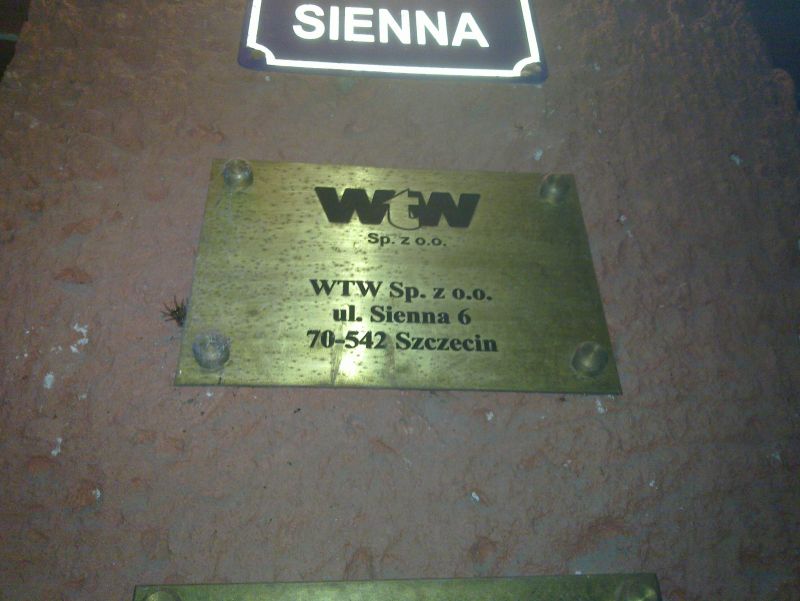 SIENNA
WtW
Sp. z o.o.
WTW Sp. z o.o.
ul. Sienna 6
70-542 Szczecin